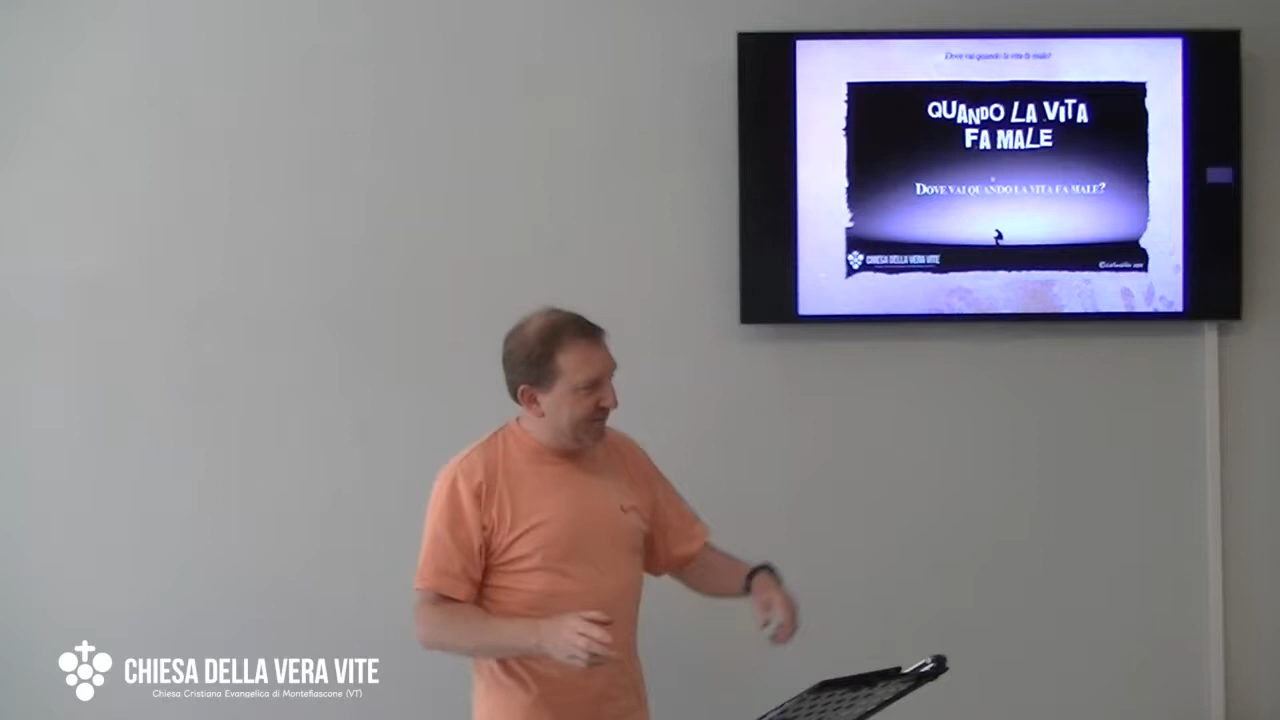 Dove vai quando la vita fa male?
QUANDO LA VITA
FA MALE
DOVE VAI QUANDO LA VITA FA MALE?
CHIESA DELLA VERA VITE
CHIESA DELLA VERA VITE
Chiesa Cristiana Evangelica di Montefiascone (VT)